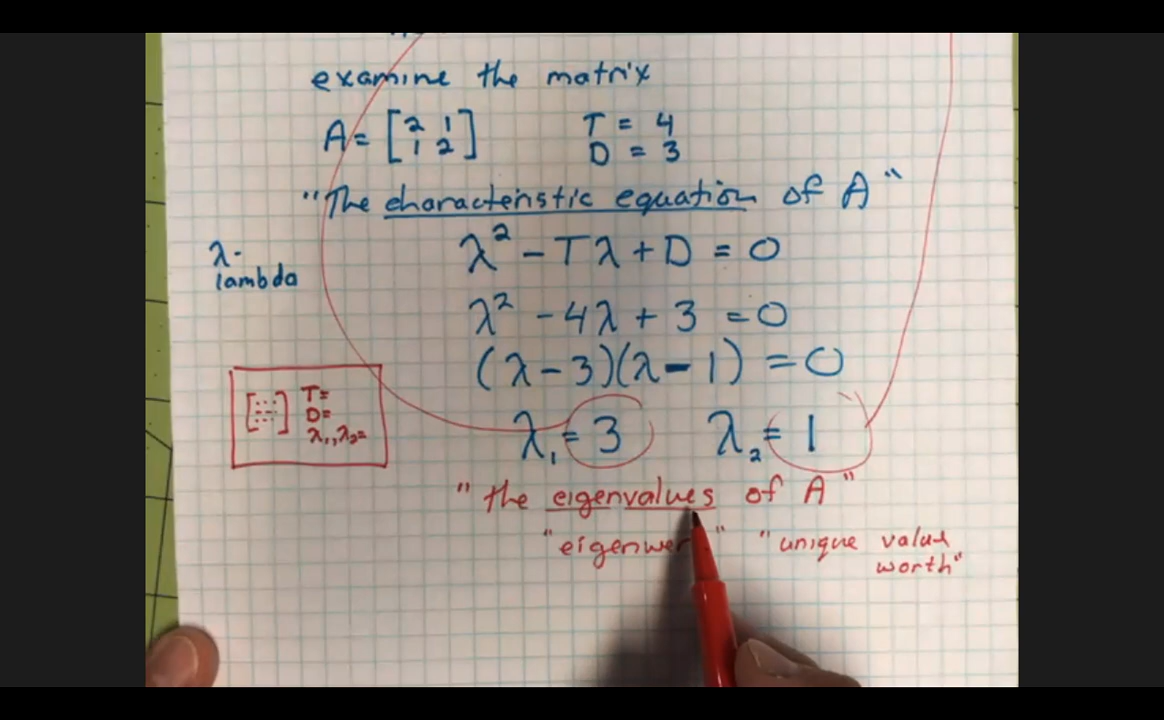 examine the matrix
A = [2 1
1 2]
T = 4
D = 3
"The characteristic equation of A"
λ-
lambda
λ² - Tλ + D = 0
λ² - 4λ + 3 = 0
(λ - 3)(λ - 1) = 0
T=
D=
λ₁,λ₂=
λ₁ = 3 λ₂ = 1
"the eigenvalues of A"
"unique value
worth"